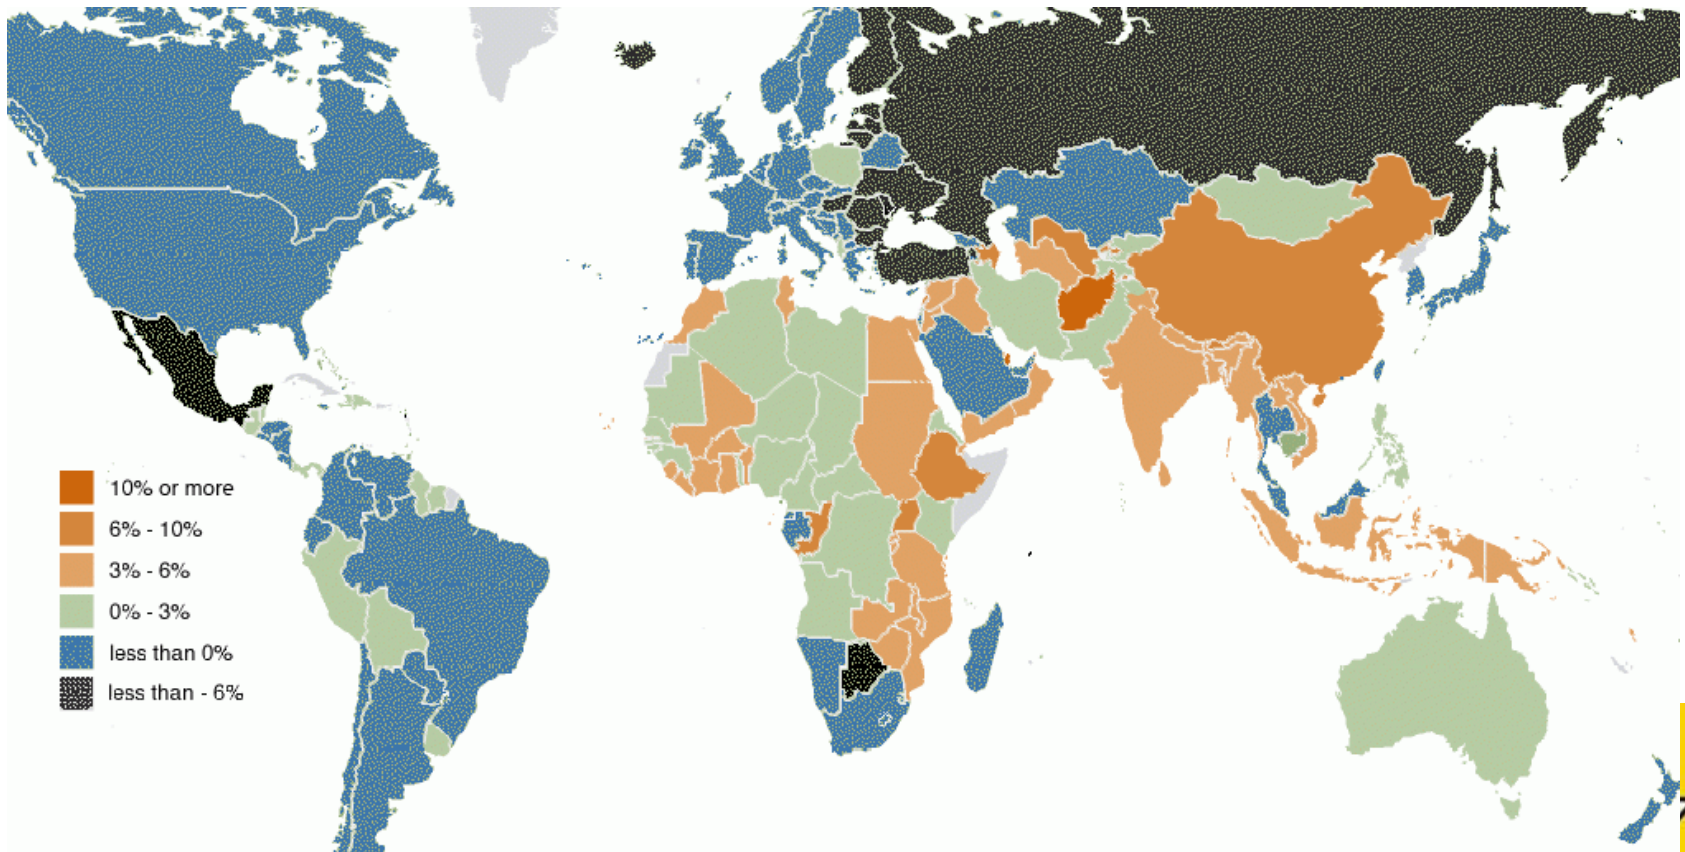 10% or more
6% - 10%
3% - 6%
0% - 3%
less than 0%
less than - 6%